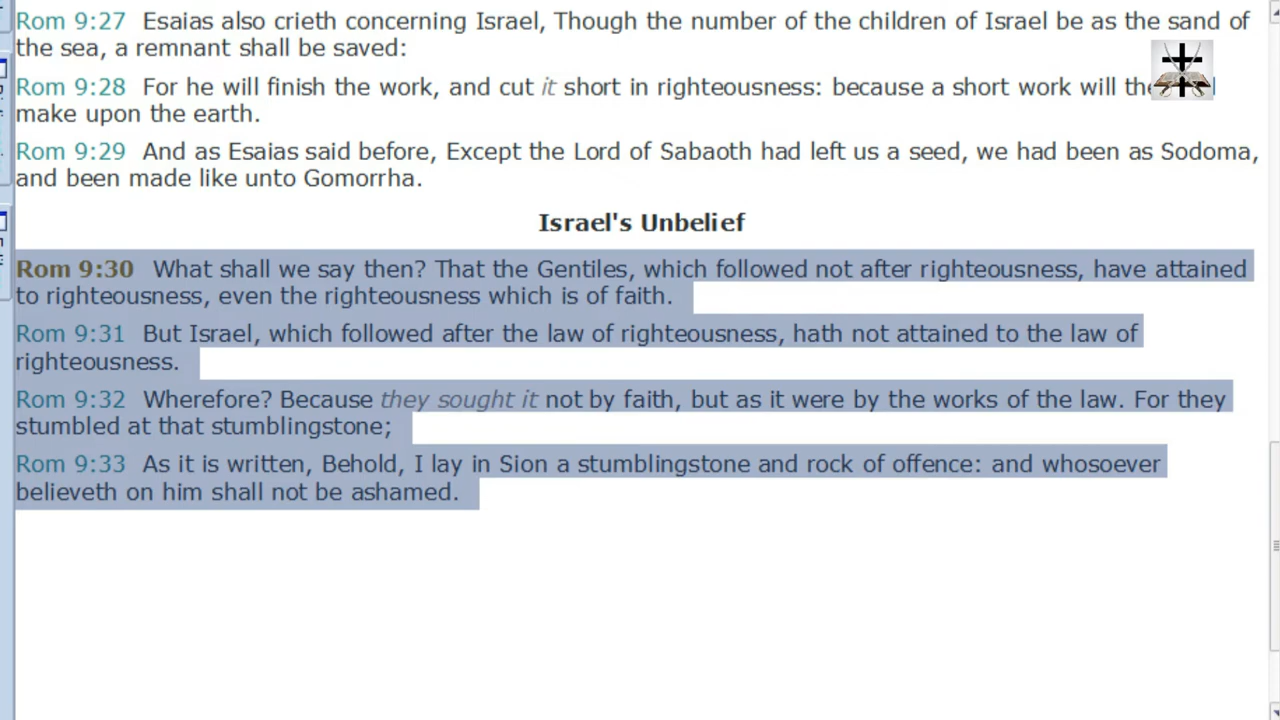 Rom 9:27 Esaias also crieth concerning Israel, Though the number of the children of Israel be as the sand of
the sea, a remnant shall be saved:
Rom 9:28 For he will finish the work, and cut it short in righteousness: because a short work will the
make upon the earth.
Rom 9:29 And as Esaias said before, Except the Lord of Sabaoth had left us a seed, we had been as Sodoma,
and been made like unto Gomorrha.
Israel's Unbelief
Rom 9:30 What shall we say then? That the Gentiles, which followed not after righteousness, have attained
to righteousness, even the righteousness which is of faith.
Rom 9:31 But Israel, which followed after the law of righteousness, hath not attained to the law of
righteousness.
Rom 9:32 Wherefore? Because they sought it not by faith, but as it were by the works of the law. For they
stumbled at that stumblingstone;
Rom 9:33 As it is written, Behold, I lay in Sion a stumblingstone and rock of offence: and whosoever
believeth on him shall not be ashamed.